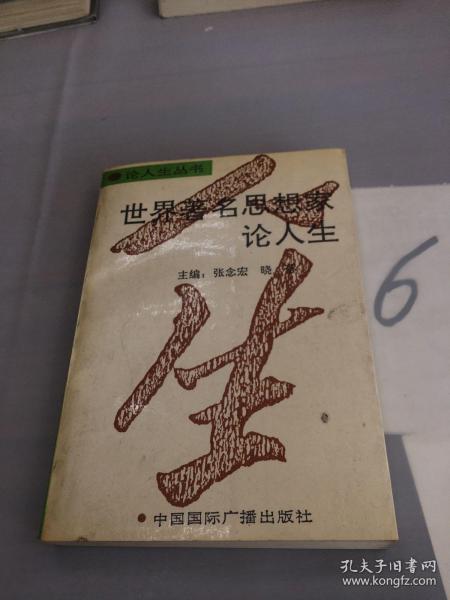 论人生丛书
世界著名思想家
论人生
主编：张念宏 晓
人生
中国国际广播出版社
6
孔夫子旧书网
www.kongfz.com